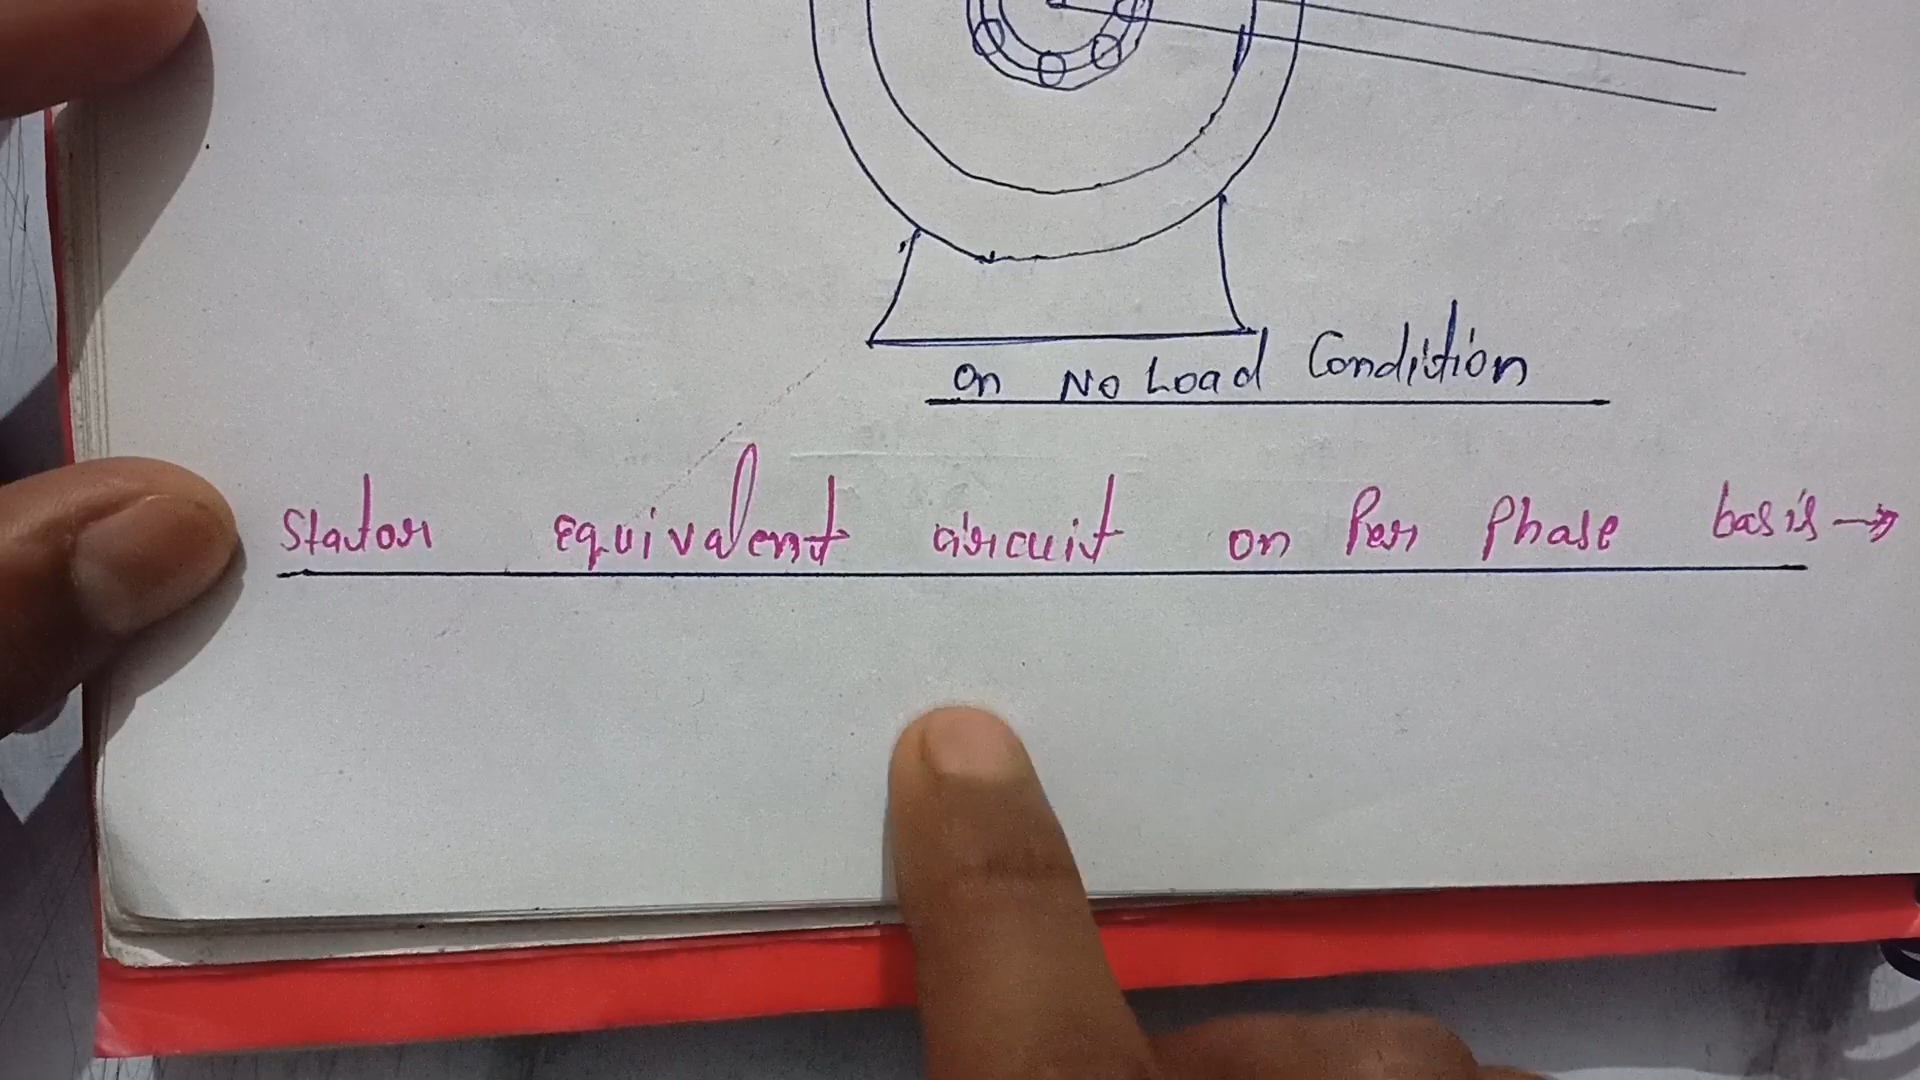 on No Load Condition
Stator equivalent circuit on Per Phase basis →